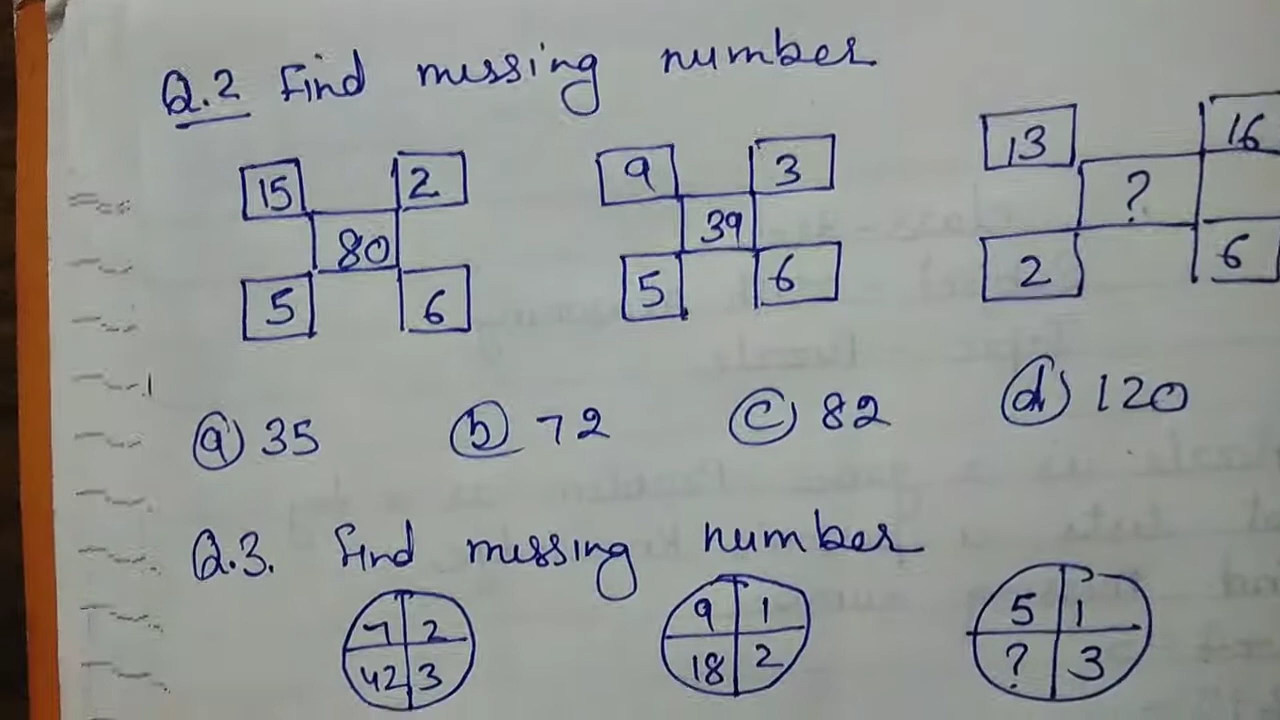 Q.2 Find missing number
15 2 9 3 13 16
80 39 ?
5 6 5 6 2 6
(a) 35 (b) 72 (c) 82 (d) 120
Q.3. Find missing number
7 2 9 1 5 1
42 3 18 2 ? 3